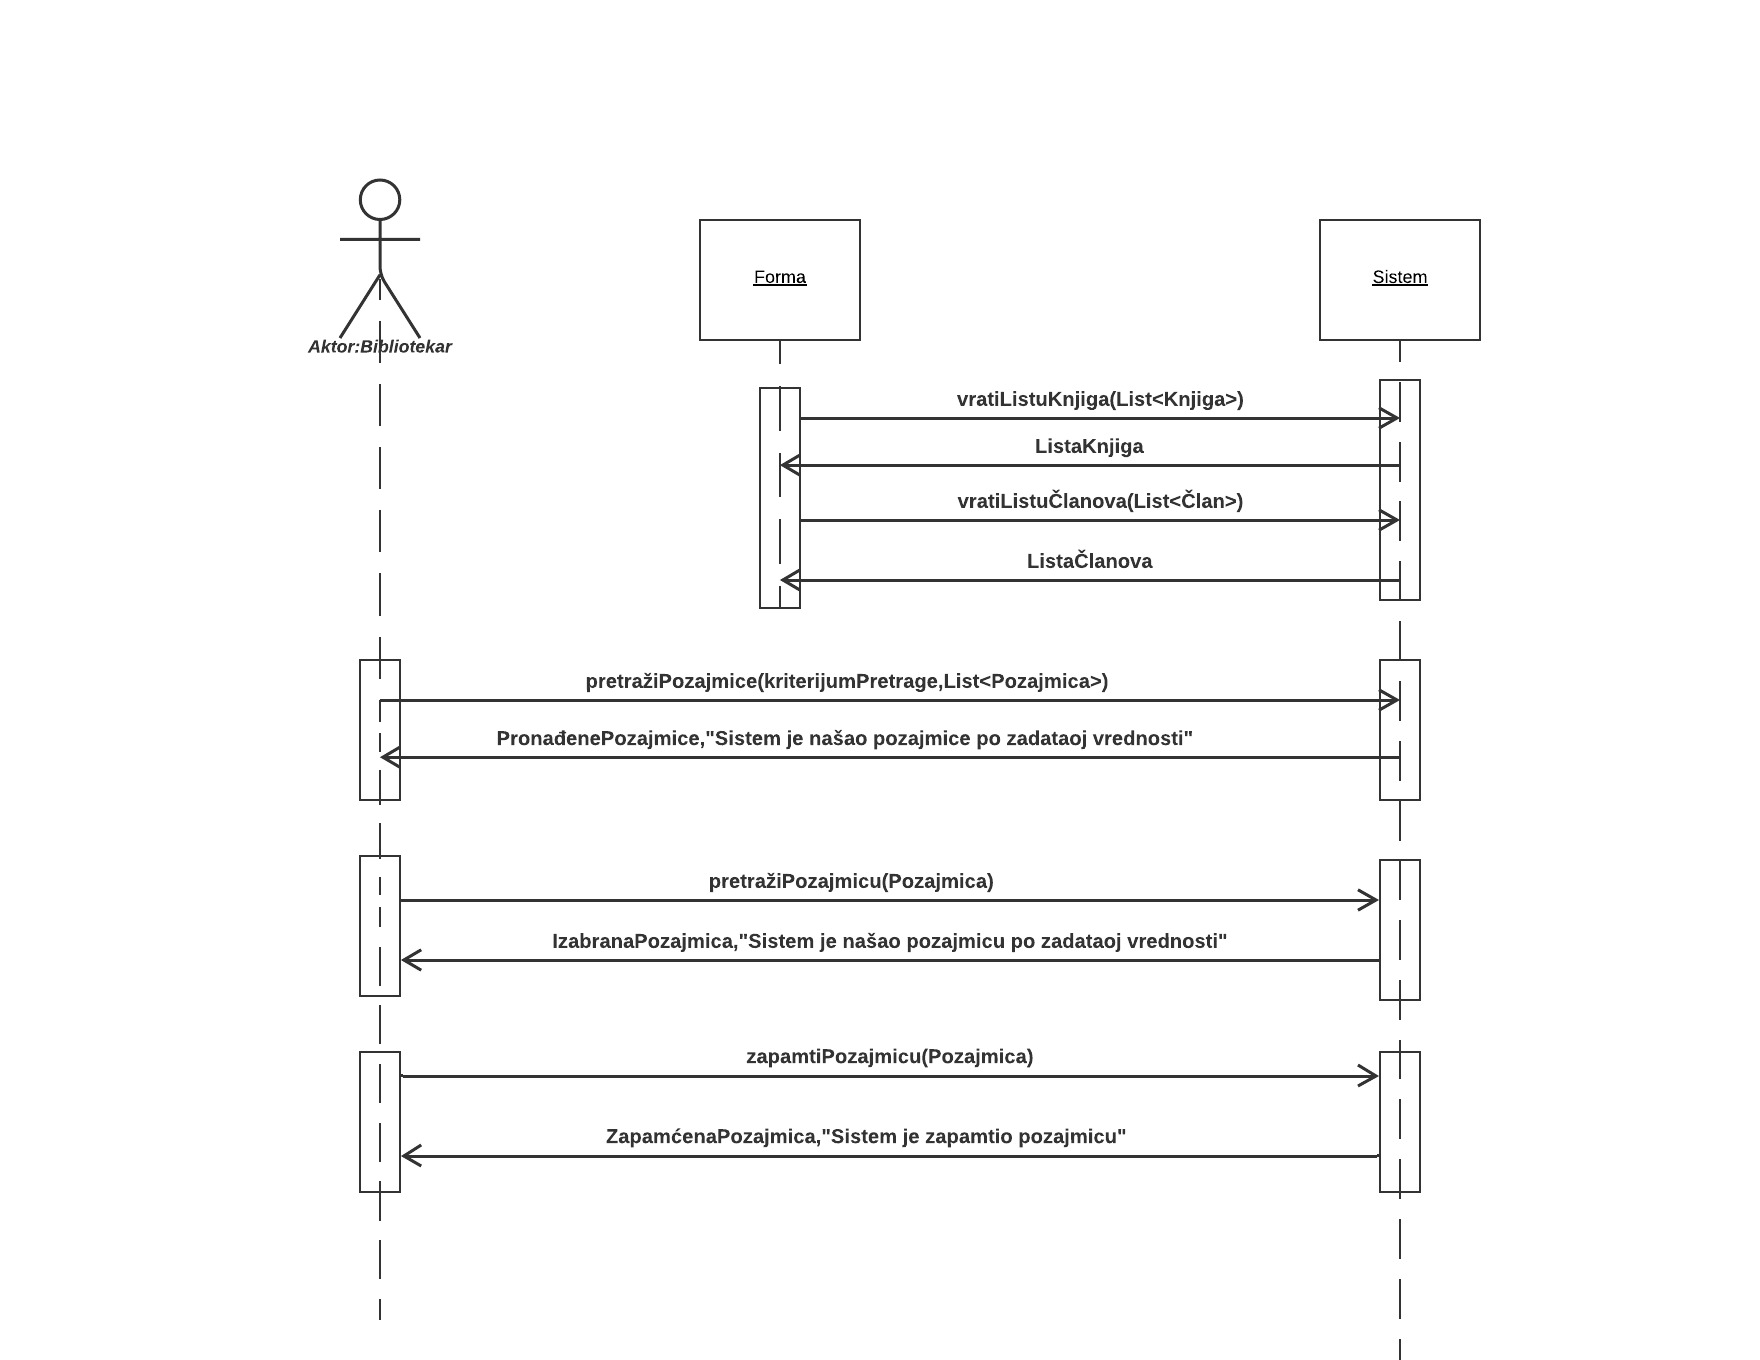 Forma
Sistem
Aktor:Bibliotekar
vratiListuKnjiga(List<Knjiga>)
ListaKnjiga
vratiListuČlanova(List<Član>)
ListaČlanova
pretražiPozajmice(kriterijumPretrage,List<Pozajmica>)
PronađenePozajmice,"Sistem je našao pozajmice po zadataoj vrednosti"
pretražiPozajmicu(Pozajmica)
IzabranaPozajmica,"Sistem je našao pozajmicu po zadataoj vrednosti"
zapamtiPozajmicu(Pozajmica)
ZapamćenaPozajmica,"Sistem je zapamtio pozajmicu"